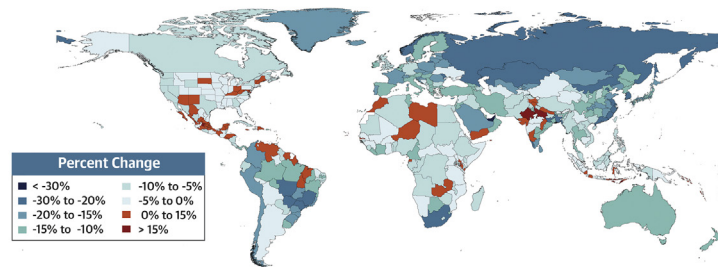 Percent Change
< -30%
-30% to -20%
-20% to -15%
-15% to -10%
-10% to -5%
-5% to 0%
0% to 15%
> 15%